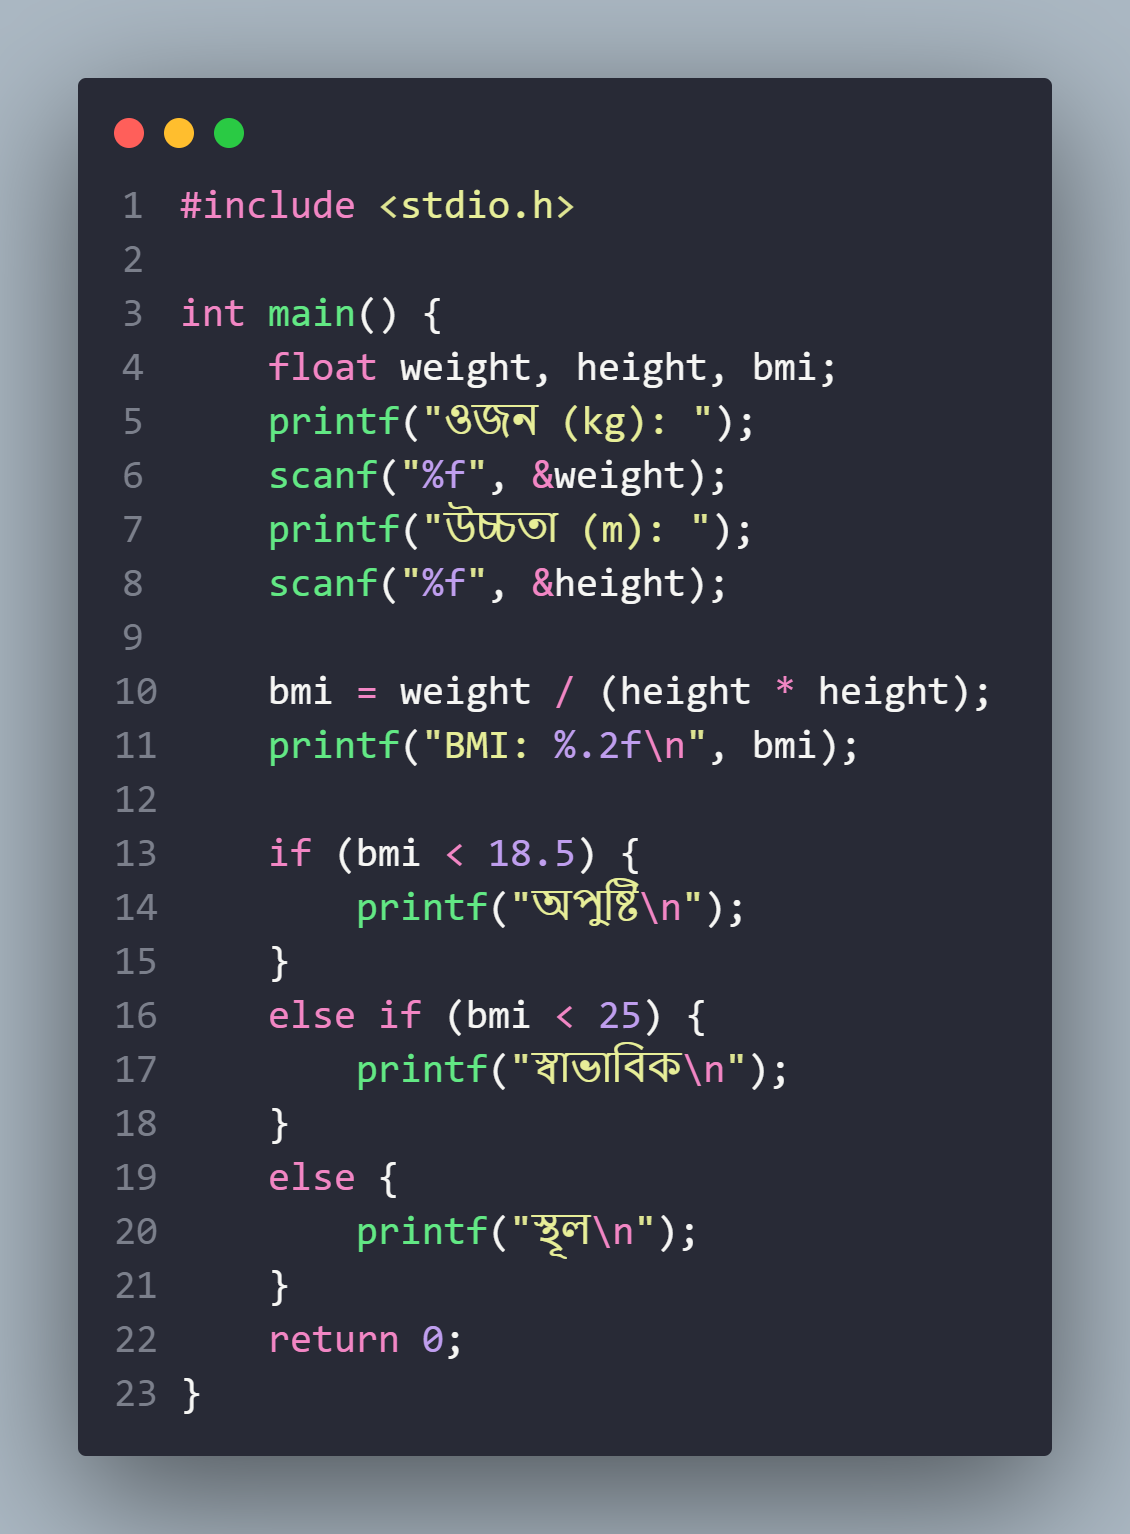 1 #include <stdio.h>
2
3 int main() {
4     float weight, height, bmi;
5     printf("ওজন (kg): ");
6     scanf("%f", &weight);
7     printf("উচ্চতা (m): ");
8     scanf("%f", &height);
9
10     bmi = weight / (height * height);
11     printf("BMI: %.2f\n", bmi);
12
13     if (bmi < 18.5) {
14         printf("অপুষ্টি\n");
15     }
16     else if (bmi < 25) {
17         printf("স্বাভাবিক\n");
18     }
19     else {
20         printf("স্থূল\n");
21     }
22     return 0;
23 }